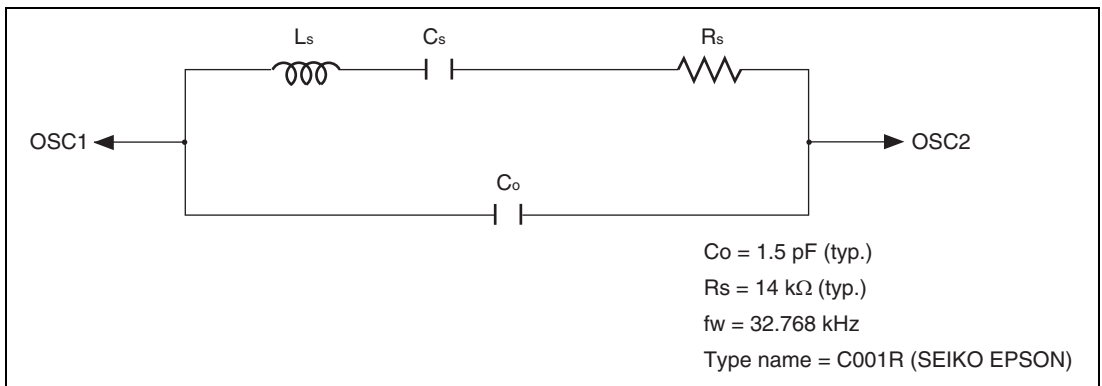 Ls
Cs
Rs
OSC1
OSC2
Co
Co = 1.5 pF (typ.)
Rs = 14 kΩ (typ.)
fw = 32.768 kHz
Type name = C001R (SEIKO EPSON)